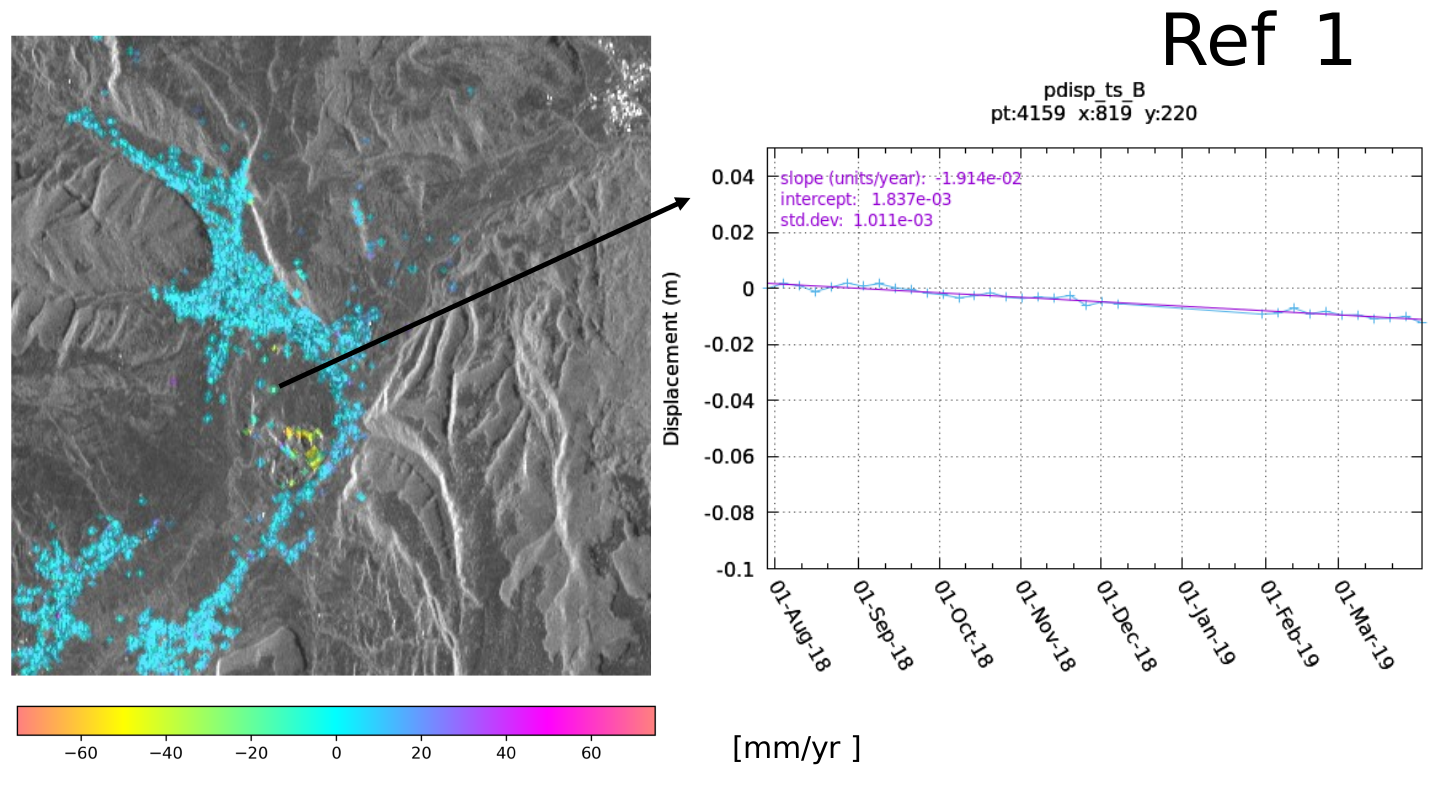 Ref 1
pdisp_ts_B
pt:4159 x:819 y:220
slope (units/year): -1.914e-02
intercept: 1.837e-03
std.dev: 1.011e-03
Displacement (m)
0.04
0.02
0
-0.02
-0.04
-0.06
-0.08
-0.1
01-Aug-18
01-Sep-18
01-Oct-18
01-Nov-18
01-Dec-18
01-Jan-19
01-Feb-19
01-Mar-19
−60 −40 −20 0 20 40 60
[mm/yr ]